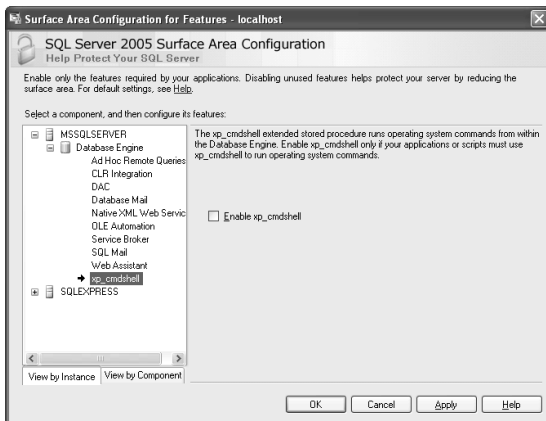 Surface Area Configuration for Features - localhost
SQL Server 2005 Surface Area Configuration
Help Protect Your SQL Server
Enable only the features required by your applications. Disabling unused features helps protect your server by reducing the
surface area. For default settings, see Help.
Select a component, and then configure its features:
MSSQLSERVER
Database Engine
Ad Hoc Remote Queries
CLR Integration
DAC
Database Mail
Native XML Web Servic
OLE Automation
Service Broker
SQL Mail
Web Assistant
xp_cmdshell
SQLEXPRESS
View by Instance
View by Component
The xp_cmdshell extended stored procedure runs operating system commands from within
the Database Engine. Enable xp_cmdshell only if your applications or scripts must use
xp_cmdshell to run operating system commands.
Enable xp_cmdshell
OK
Cancel
Apply
Help